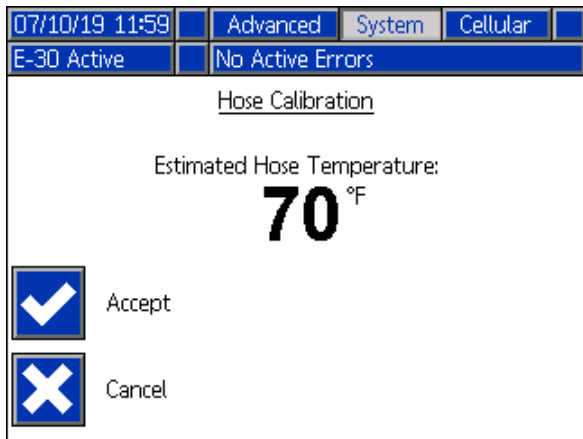 07/10/19 11:59 Advanced System Cellular
E-30 Active No Active Errors
Hose Calibration
Estimated Hose Temperature:
70 °F
Accept
Cancel